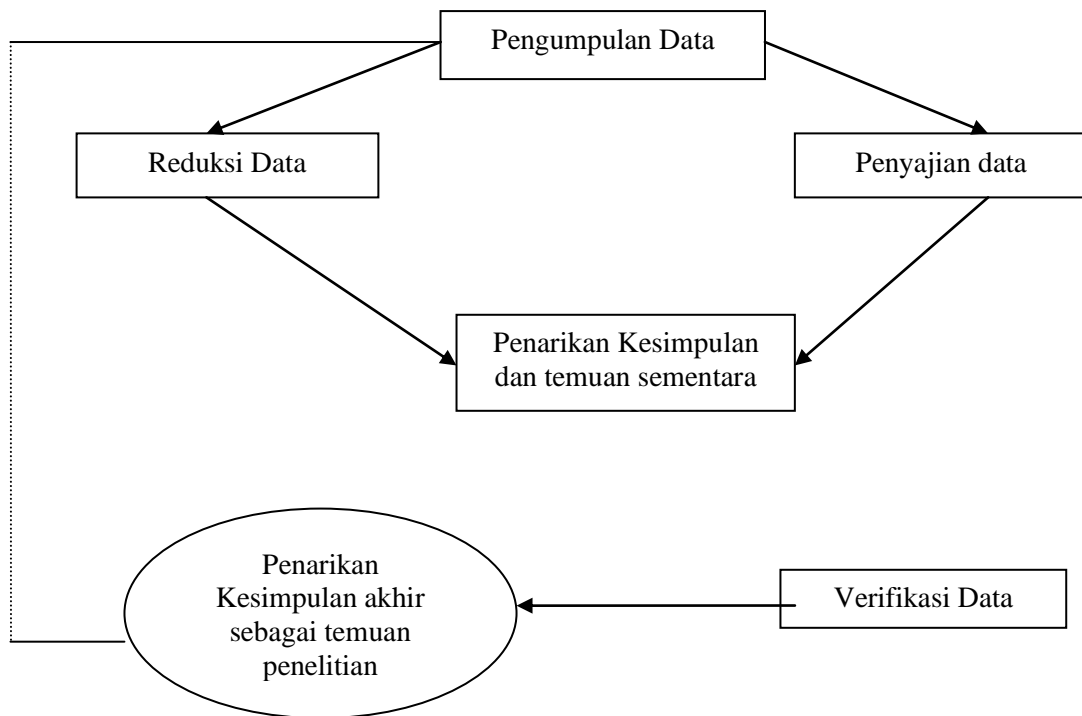 Pengumpulan Data
Reduksi Data
Penyajian data
Penarikan Kesimpulan
dan temuan sementara
Penarikan
Kesimpulan akhir
sebagai temuan
penelitian
Verifikasi Data